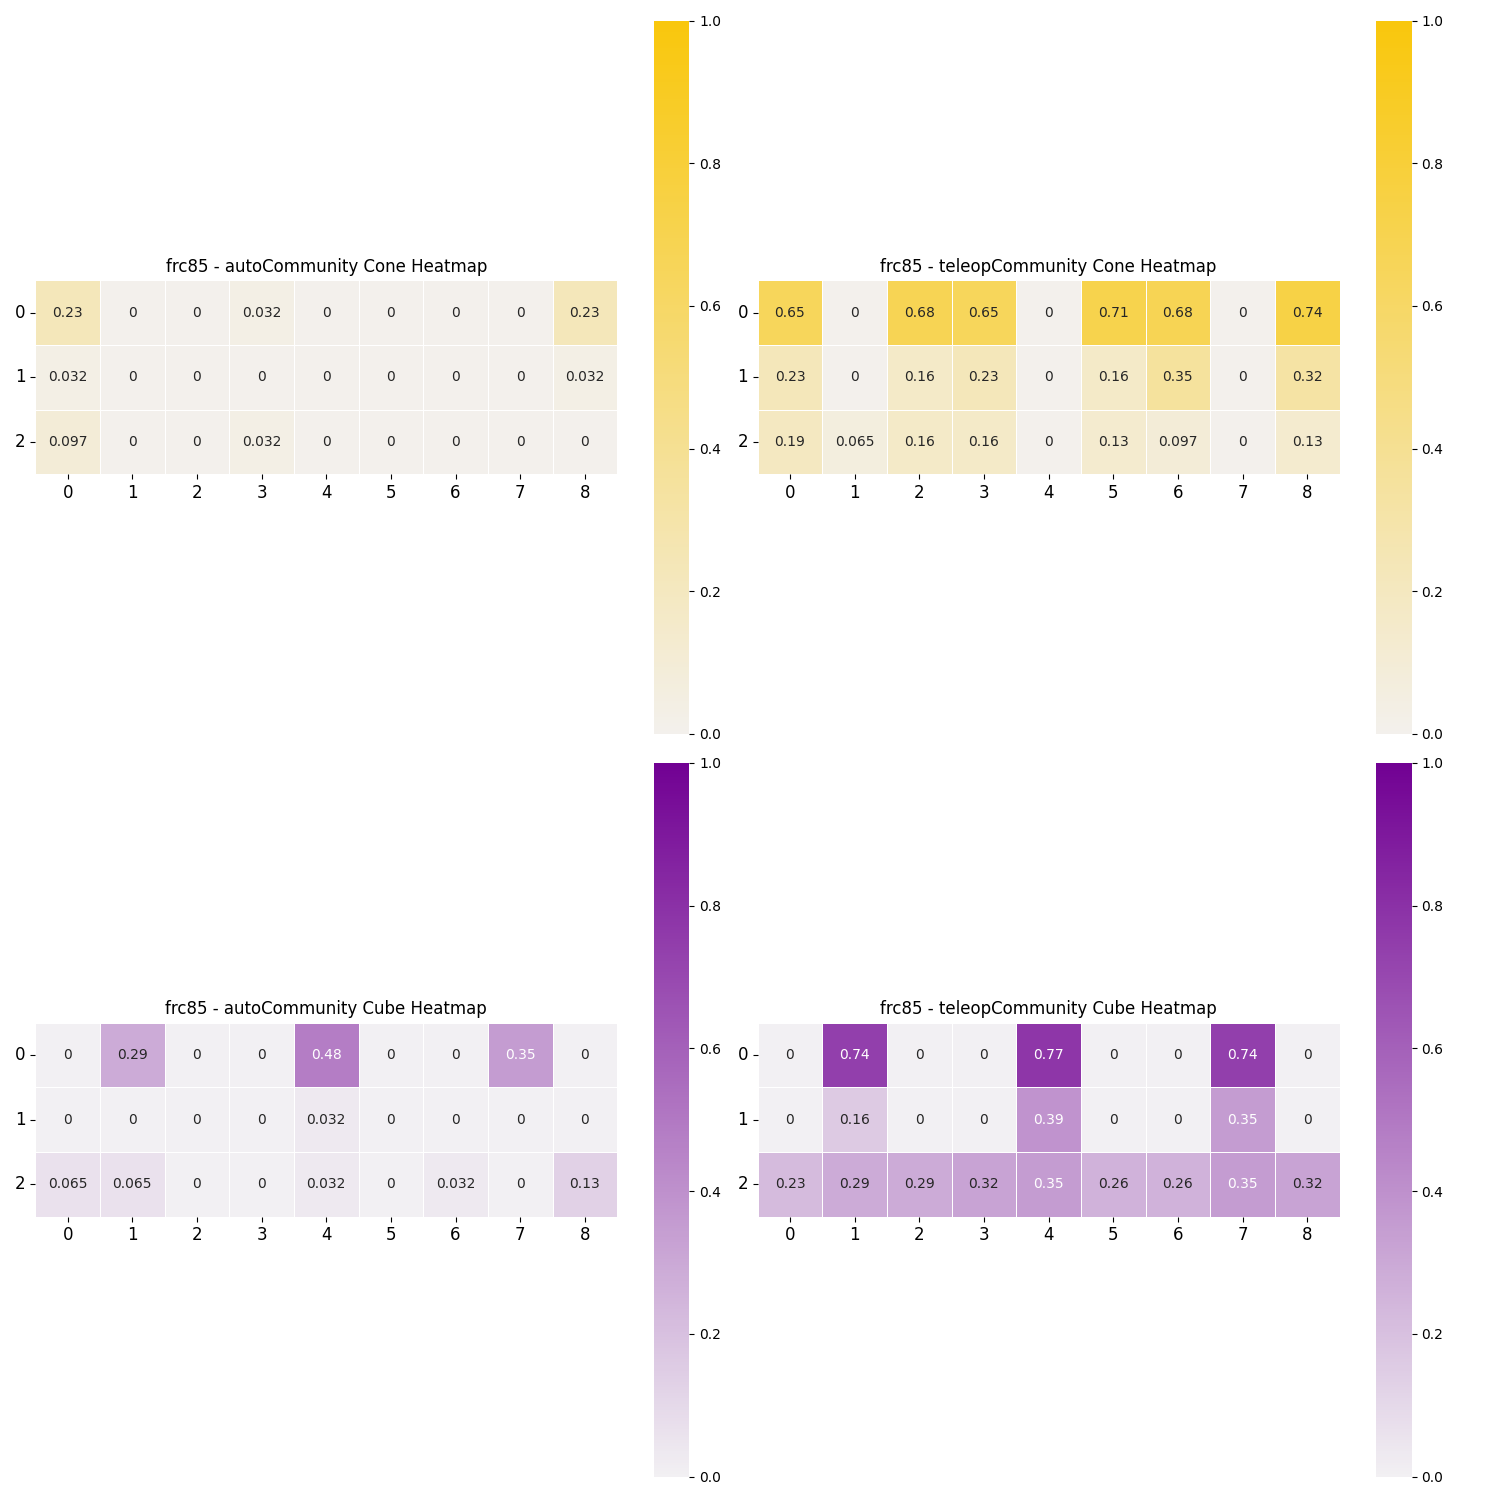 frc85 - autoCommunity Cone Heatmap
0 0.23 0 0 0.032 0 0 0 0 0.23
1 0.032 0 0 0 0 0 0 0 0.032
2 0.097 0 0 0.032 0 0 0 0 0
0 1 2 3 4 5 6 7 8
1.0
0.8
0.6
0.4
0.2
0.0
frc85 - teleopCommunity Cone Heatmap
0 0.65 0 0.68 0.65 0 0.71 0.68 0 0.74
1 0.23 0 0.16 0.23 0 0.16 0.35 0 0.32
2 0.19 0.065 0.16 0.16 0 0.13 0.097 0 0.13
0 1 2 3 4 5 6 7 8
1.0
0.8
0.6
0.4
0.2
0.0
frc85 - autoCommunity Cube Heatmap
0 0 0.29 0 0 0.48 0 0 0.35 0
1 0 0 0 0 0.032 0 0 0 0
2 0.065 0.065 0 0 0.032 0 0.032 0 0.13
0 1 2 3 4 5 6 7 8
1.0
0.8
0.6
0.4
0.2
0.0
frc85 - teleopCommunity Cube Heatmap
0 0 0.74 0 0 0.77 0 0 0.74 0
1 0 0.16 0 0 0.39 0 0 0.35 0
2 0.23 0.29 0.29 0.32 0.35 0.26 0.26 0.35 0.32
0 1 2 3 4 5 6 7 8
1.0
0.8
0.6
0.4
0.2
0.0